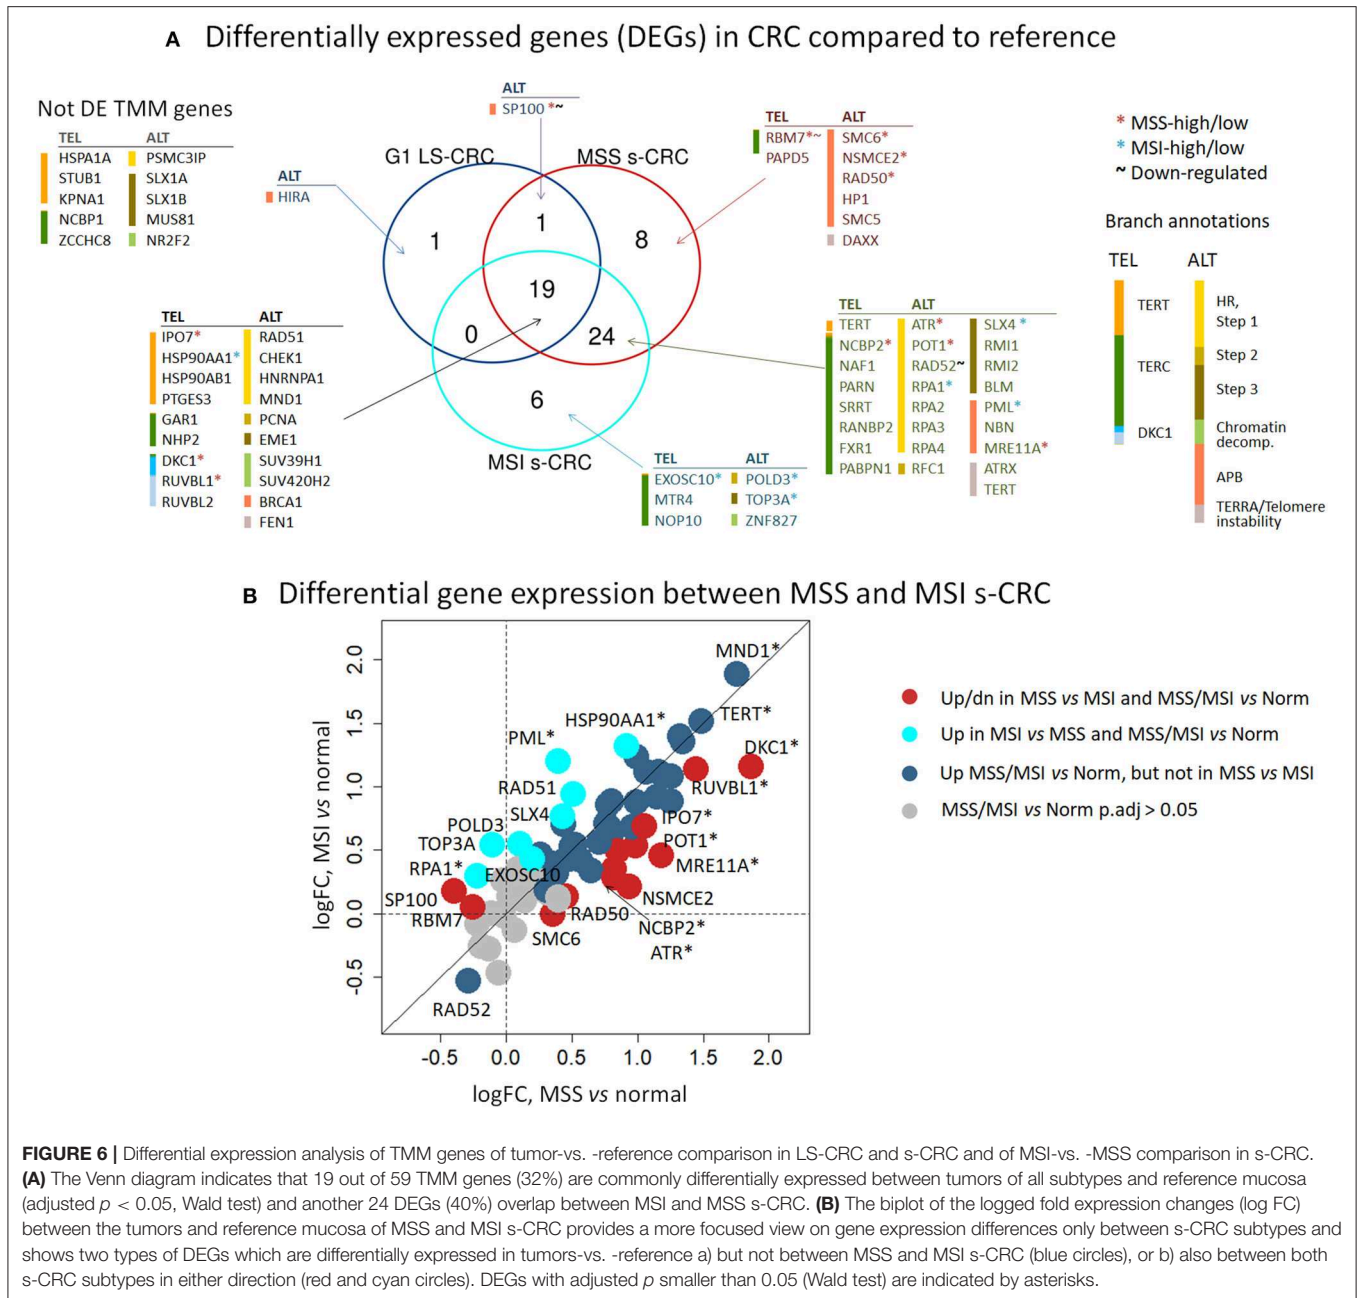 A Differentially expressed genes (DEGs) in CRC compared to reference
Not DE TMM genes
TEL ALT
HSPA1A PSMC3IP
STUB1 SLX1A
KPNA1 SLX1B
NCBP1 MUS81
ZCCHC8 NR2F2
ALT
SP100 *~
G1 LS-CRC
MSS s-CRC
ALT
HIRA
TEL ALT
RBM7*~ SMC6*
PAPD5 NSMCE2*
RAD50*
HP1
SMC5
DAXX
* MSS-high/low
* MSI-high/low
~ Down-regulated
1
1
8
19
0
24
6
MSI s-CRC
Branch annotations
TEL ALT
TERT
TERC
DKC1
HR,
Step 1
Step 2
Step 3
Chromatin
decomp.
APB
TERRA/Telomere
instability
TEL ALT
IPO7* RAD51
HSP90AA1* CHEK1
HSP90AB1 HNRNPA1
PTGES3 MND1
GAR1 PCNA
NHP2 EME1
DKC1* SUV39H1
RUVBL1* SUV420H2
RUVBL2 BRCA1
FEN1
TEL ALT
TERT ATR* SLX4*
NCBP2* POT1* RMI1
NAF1 RAD52~ RMI2
PARN RPA1* BLM
SRRT RPA2 PML*
RANBP2 RPA3 NBN
FXR1 RPA4 MRE11A*
PABPN1 RFC1 ATRX
TERT
TEL ALT
EXOSC10* POLD3*
MTR4 TOP3A*
NOP10 ZNF827
B Differential gene expression between MSS and MSI s-CRC
logFC, MSI vs normal
2.0
1.5
1.0
0.5
0.0
-0.5
MND1*
TERT*
HSP90AA1*
PML*
DKC1*
RAD51
RUVBL1*
SLX4
IPO7*
POLD3
POT1*
TOP3A
MRE11A*
RPA1*
EXOSC10
NSMCE2
SP100
RBM7
RAD50
NCBP2*
SMC6
ATR*
RAD52
-0.5 0.0 0.5 1.0 1.5 2.0
logFC, MSS vs normal
Up/dn in MSS vs MSI and MSS/MSI vs Norm
Up in MSI vs MSS and MSS/MSI vs Norm
Up MSS/MSI vs Norm, but not in MSS vs MSI
MSS/MSI vs Norm p.adj > 0.05
FIGURE 6 | Differential expression analysis of TMM genes of tumor-vs. -reference comparison in LS-CRC and s-CRC and of MSI-vs. -MSS comparison in s-CRC.
(A) The Venn diagram indicates that 19 out of 59 TMM genes (32%) are commonly differentially expressed between tumors of all subtypes and reference mucosa
(adjusted p < 0.05, Wald test) and another 24 DEGs (40%) overlap between MSI and MSS s-CRC. (B) The biplot of the logged fold expression changes (log FC)
between the tumors and reference mucosa of MSS and MSI s-CRC provides a more focused view on gene expression differences only between s-CRC subtypes and
shows two types of DEGs which are differentially expressed in tumors-vs. -reference a) but not between MSS and MSI s-CRC (blue circles), or b) also between both
s-CRC subtypes in either direction (red and cyan circles). DEGs with adjusted p smaller than 0.05 (Wald test) are indicated by asterisks.